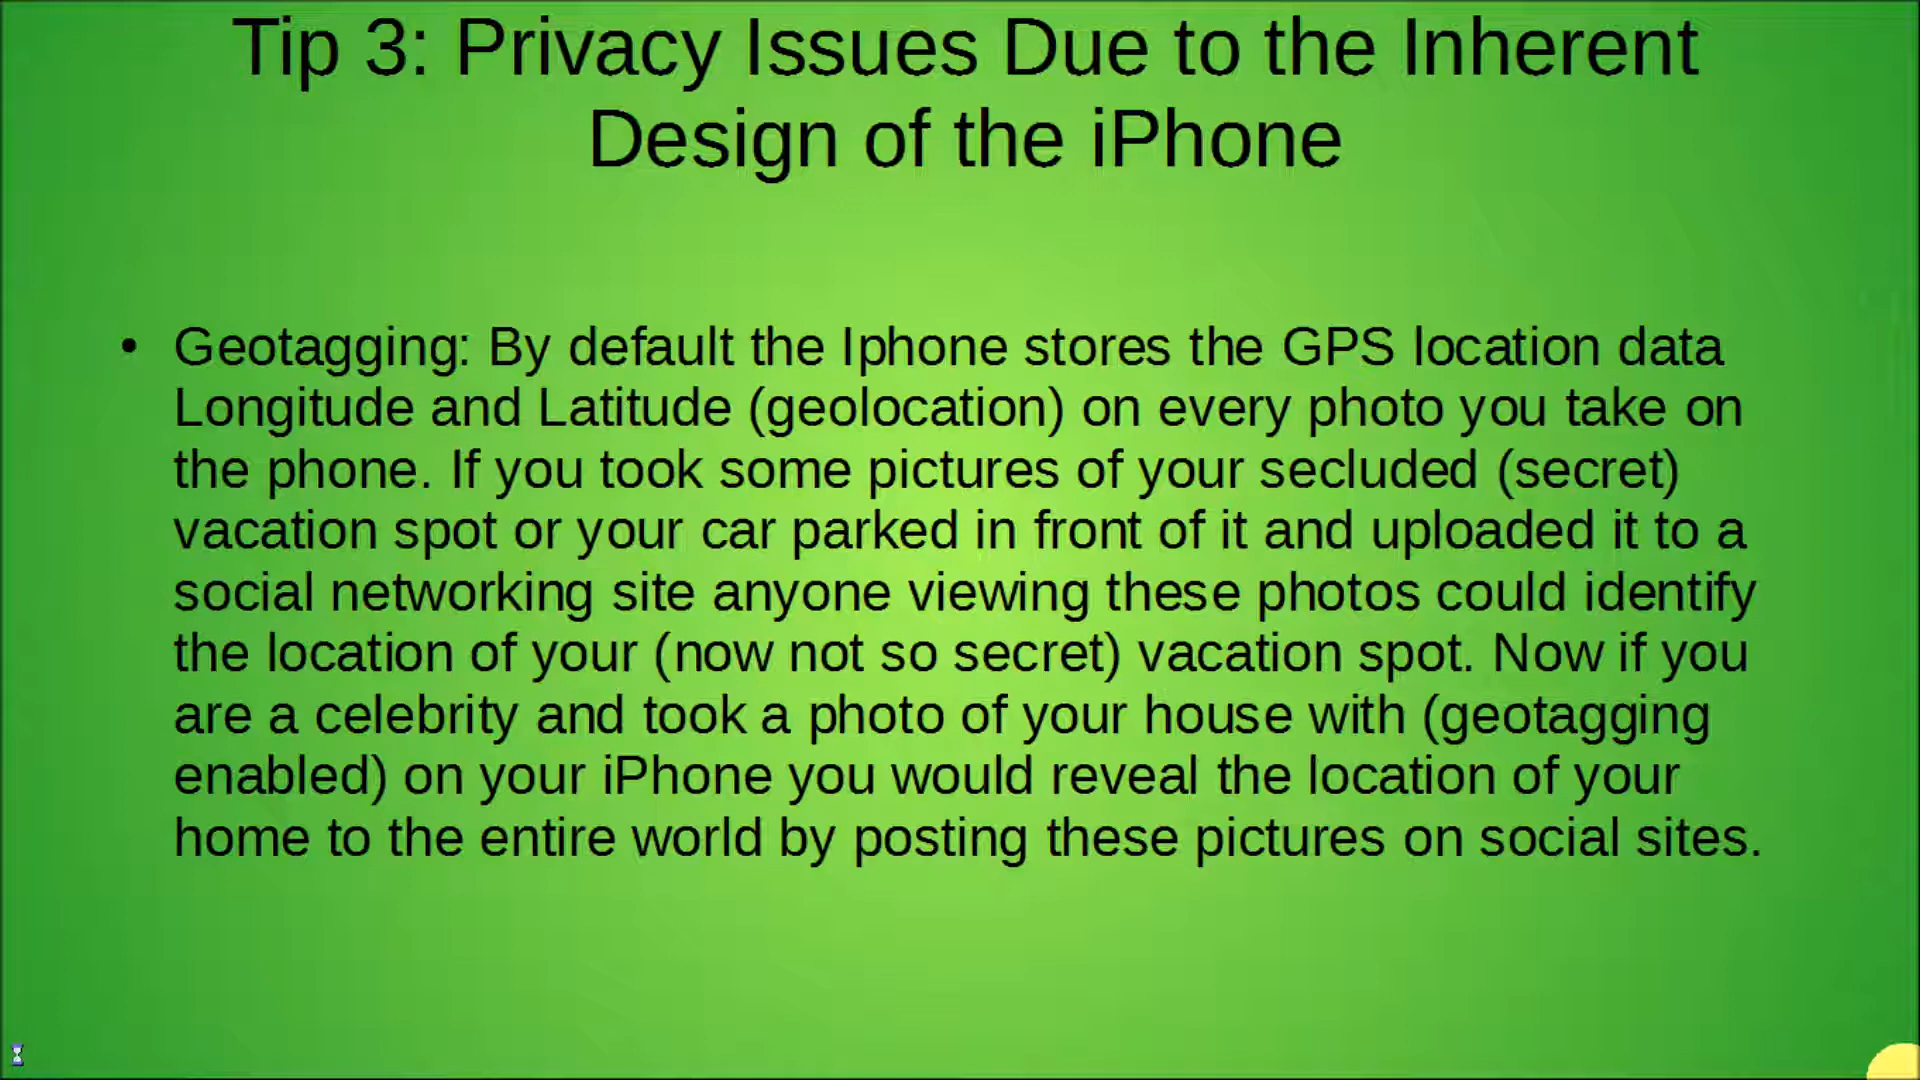 Tip 3: Privacy Issues Due to the Inherent
Design of the iPhone
• Geotagging: By default the Iphone stores the GPS location data
Longitude and Latitude (geolocation) on every photo you take on
the phone. If you took some pictures of your secluded (secret)
vacation spot or your car parked in front of it and uploaded it to a
social networking site anyone viewing these photos could identify
the location of your (now not so secret) vacation spot. Now if you
are a celebrity and took a photo of your house with (geotagging
enabled) on your iPhone you would reveal the location of your
home to the entire world by posting these pictures on social sites.